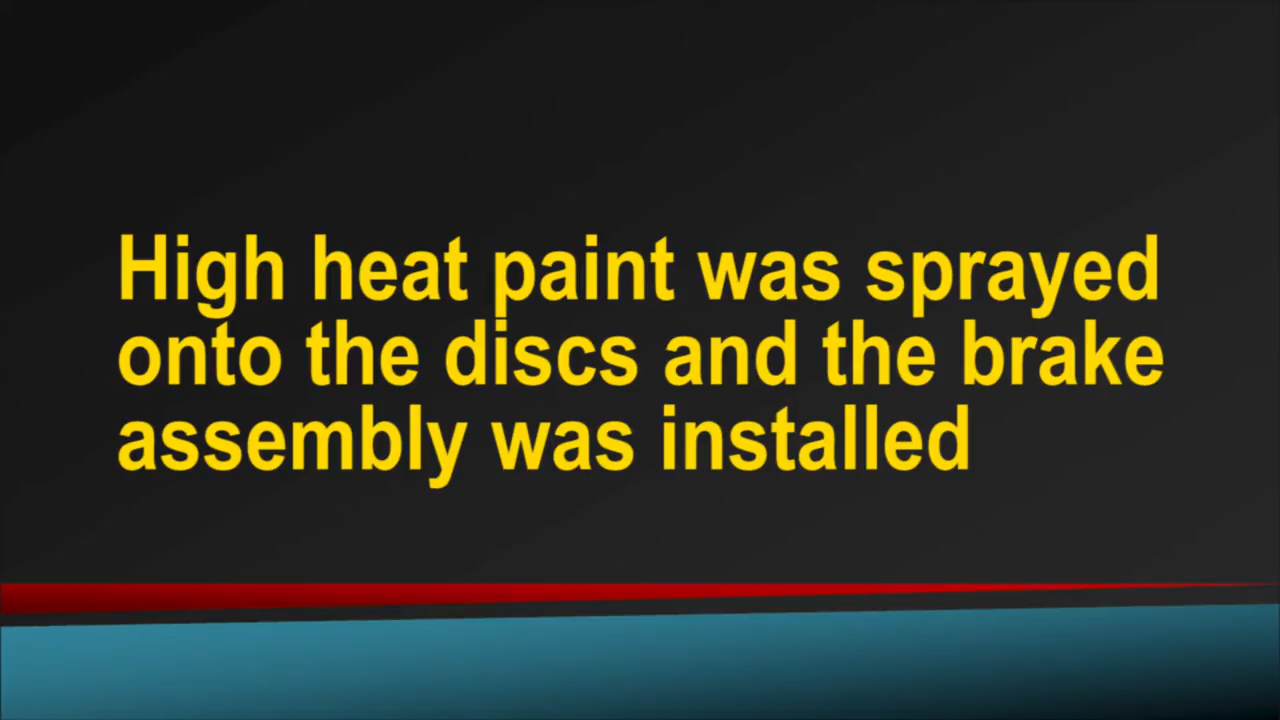 High heat paint was sprayed
onto the discs and the brake
assembly was installed